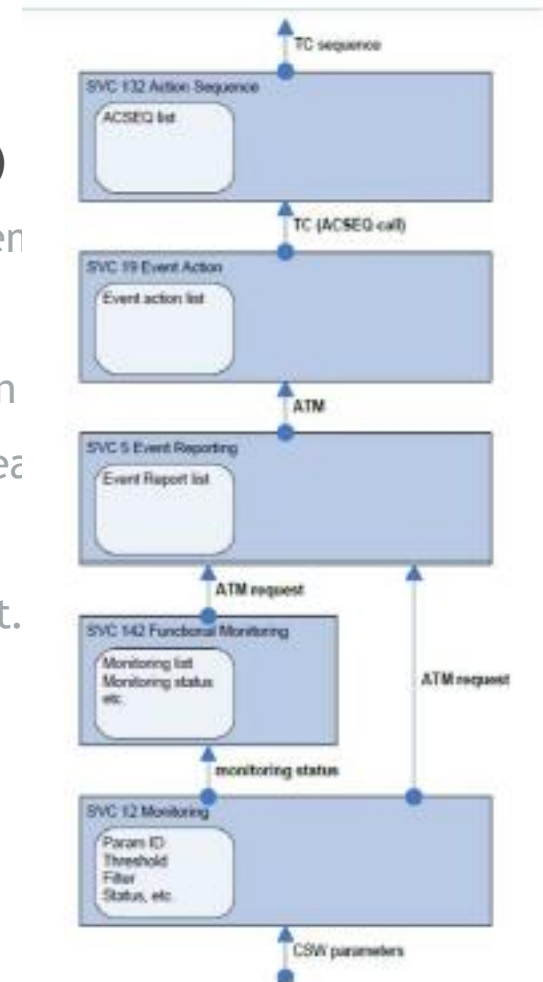 TC sequence
SVC 132 Action Sequence
ACSEQ list
)
en
TC (ACSEQ call)
SVC 19 Event Action
Event action list
n
ATM
ea
SVC 5 Event Reporting
Event Report list
ATM request
t.
SVC 142 Functional Monitoring
Monitoring list
Monitoring status
etc.
ATM request
monitoring status
SVC 12 Monitoring
Param ID
Threshold
Filter
Status, etc.
CSW parameters